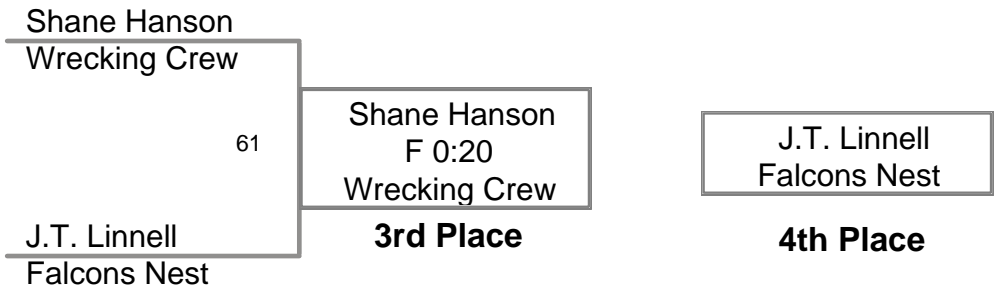 Shane Hanson
Wrecking Crew
61
J.T. Linnell
Falcons Nest
Shane Hanson
F 0:20
Wrecking Crew
3rd Place
J.T. Linnell
Falcons Nest
4th Place